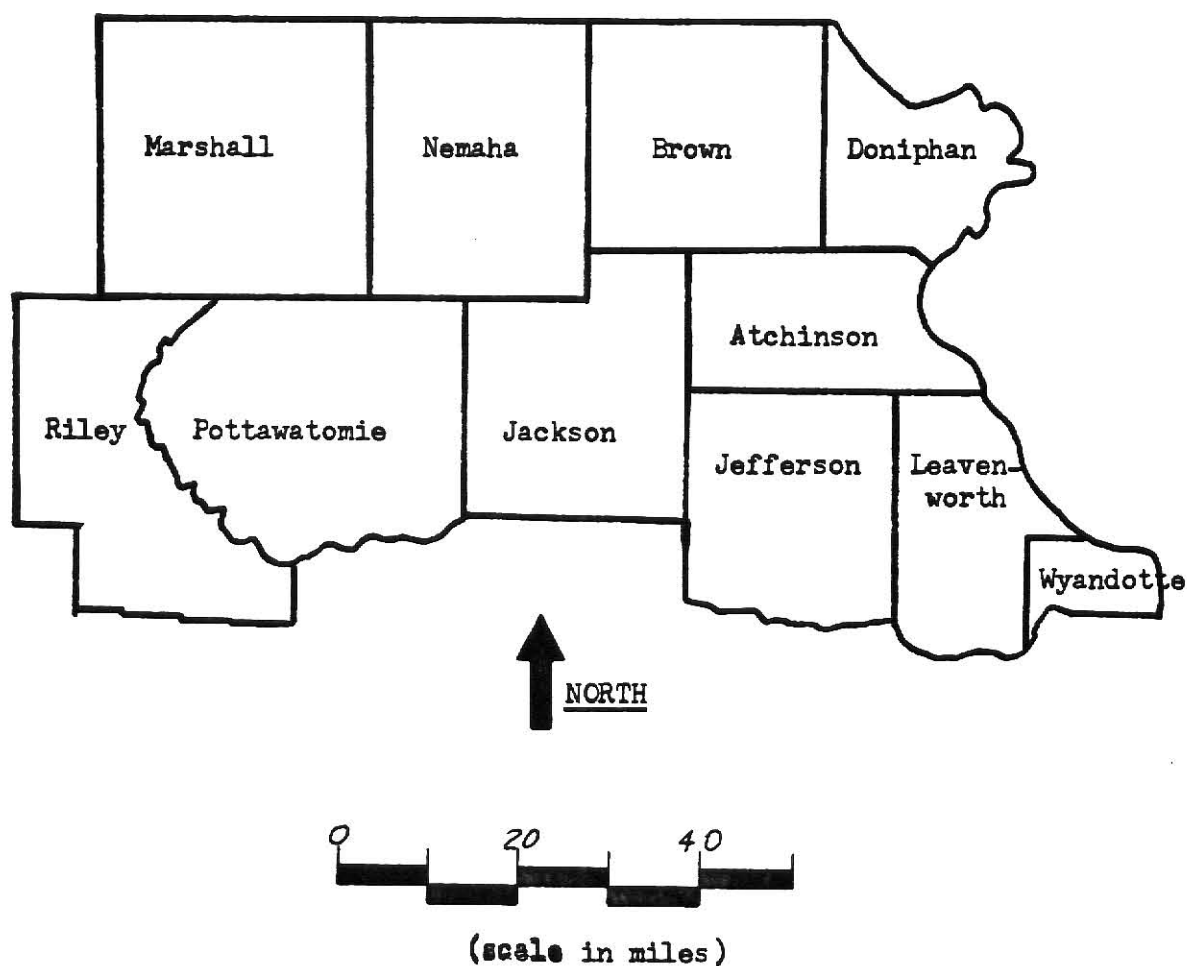 Marshall
Nemaha
Brown
Doniphan
Atchinson
Riley
Pottawatomie
Jackson
Jefferson
Leaven-
worth
Wyandotte
NORTH
0 20 40
(scale in miles)